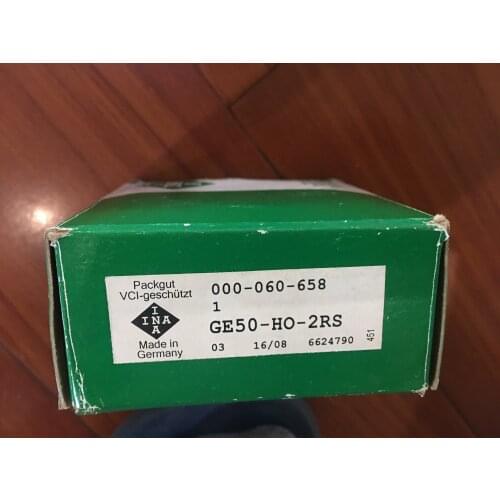 Packgut
VCI-geschützt
INA
INA
Made in
Germany
000-060-658
1
GE50-HO-2RS
03 16/08 6624790
451